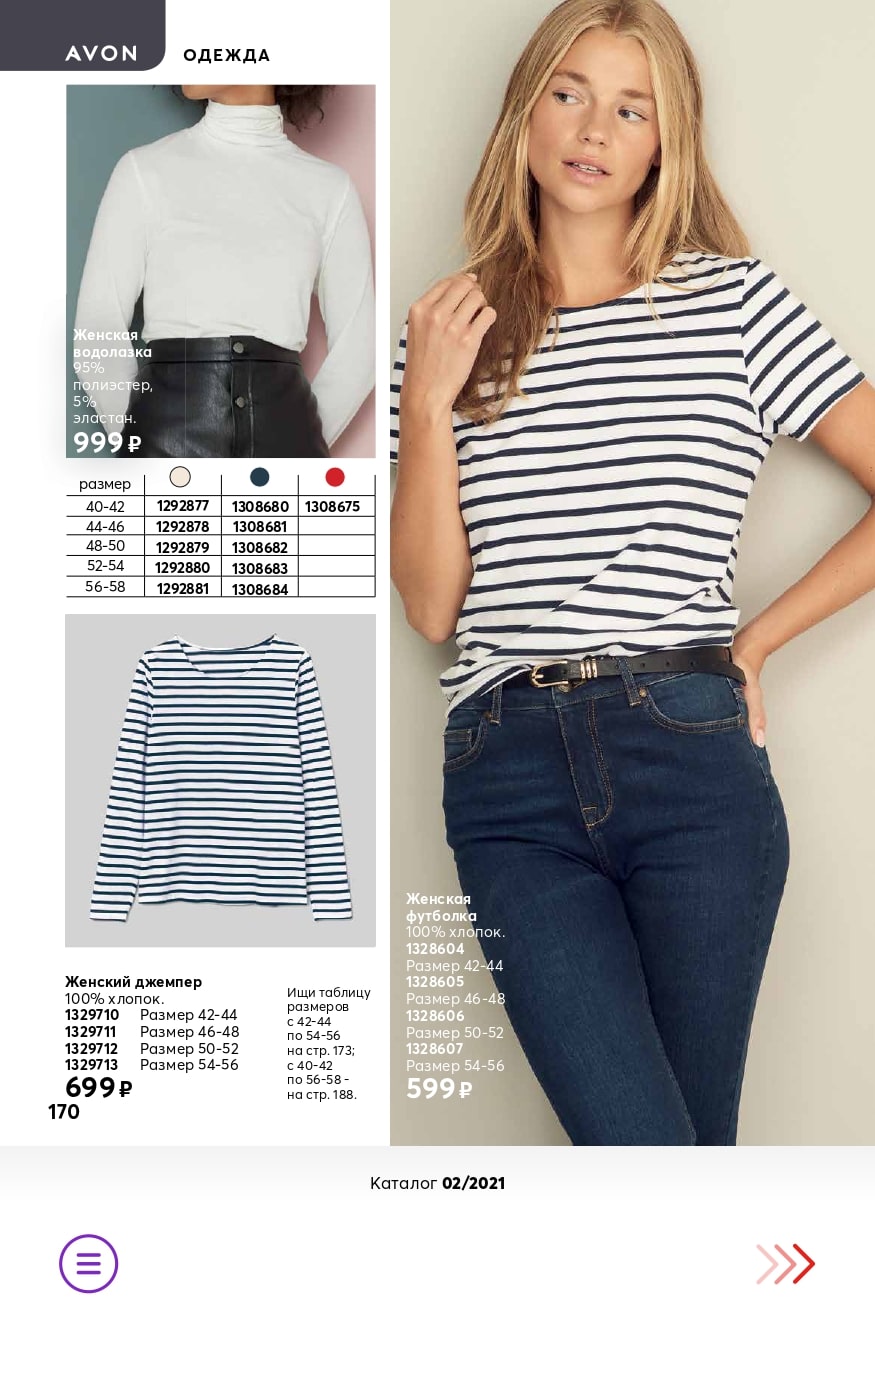 AVON
ОДЕЖДА
Женская
водолазка
95%
полиэстер,
5%
эластан.
999 ₽
размер
40-42 1292877 1308680 1308675
44-46 1292878 1308681
48-50 1292879 1308682
52-54 1292880 1308683
56-58 1292881 1308684
Женский джемпер
100% хлопок.
1329710 Размер 42-44
1329711 Размер 46-48
1329712 Размер 50-52
1329713 Размер 54-56
699 ₽
Ищи таблицу
размеров
с 42-44
по 54-56
на стр. 173;
с 40-42
по 56-58 -
на стр. 188.
170
Женская
футболка
100% хлопок.
1328604
Размер 42-44
1328605
Размер 46-48
1328606
Размер 50-52
1328607
Размер 54-56
599 ₽
Каталог 02/2021